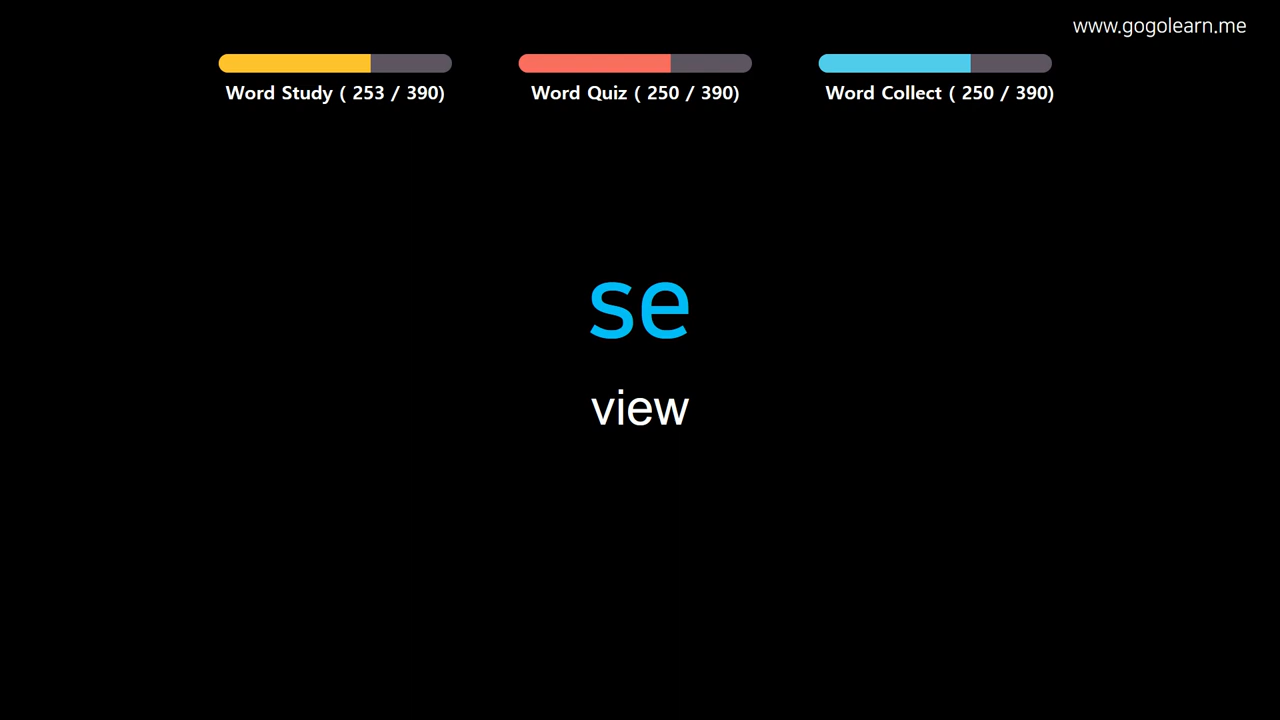 www.gogolearn.me
Word Study ( 253 / 390)
Word Quiz ( 250 / 390)
Word Collect ( 250 / 390)
se
view